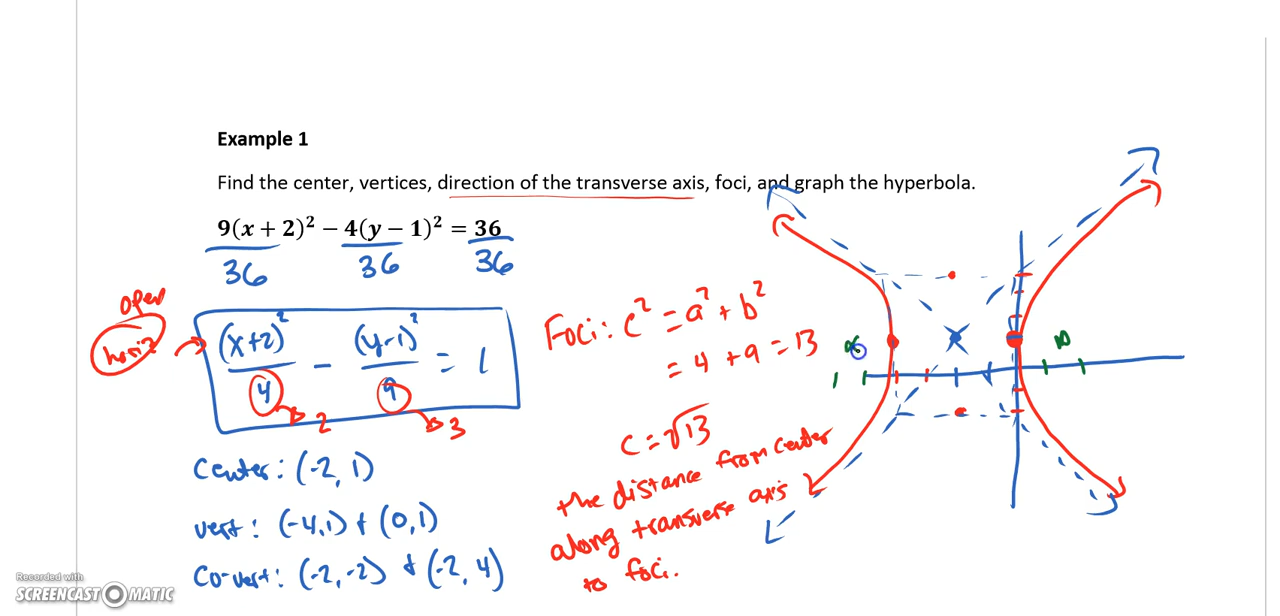 Example 1
Find the center, vertices, direction of the transverse axis, foci, and graph the hyperbola.
9(x + 2)² − 4(y − 1)² = 36
36 36 36
open
horiz
(x+2)²/4 − (y-1)²/9 = 1
2 3
Center: (-2, 1)
vert: (-4,1) + (0,1)
Co-vert: (-2,-2) + (-2, 4)
Foci: c² = a² + b²
= 4 + 9 = 13
c = √13
the distance from center
along transverse axis
to foci.
Recorded with
SCREENCAST O MATIC